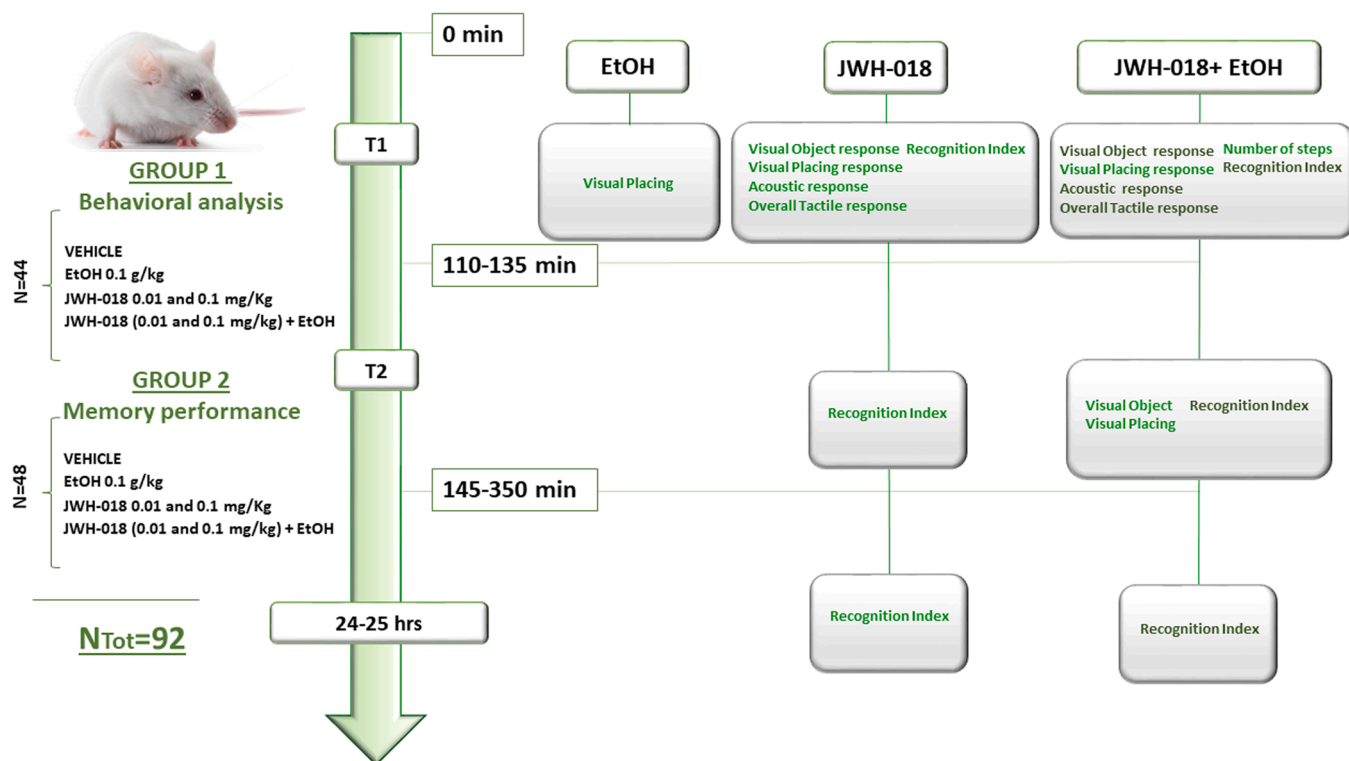 0 min
T1
110-135 min
T2
145-350 min
24-25 hrs
GROUP 1
Behavioral analysis
N=44
VEHICLE
EtOH 0.1 g/kg
JWH-018 0.01 and 0.1 mg/Kg
JWH-018 (0.01 and 0.1 mg/kg) + EtOH
GROUP 2
Memory performance
N=48
VEHICLE
EtOH 0.1 g/kg
JWH-018 0.01 and 0.1 mg/Kg
JWH-018 (0.01 and 0.1 mg/kg) + EtOH
NTot=92
EtOH
Visual Placing
JWH-018
Visual Object response Recognition Index
Visual Placing response
Acoustic response
Overall Tactile response
Recognition Index
Recognition Index
JWH-018+ EtOH
Visual Object response Number of steps
Visual Placing response Recognition Index
Acoustic response
Overall Tactile response
Visual Object Recognition Index
Visual Placing
Recognition Index